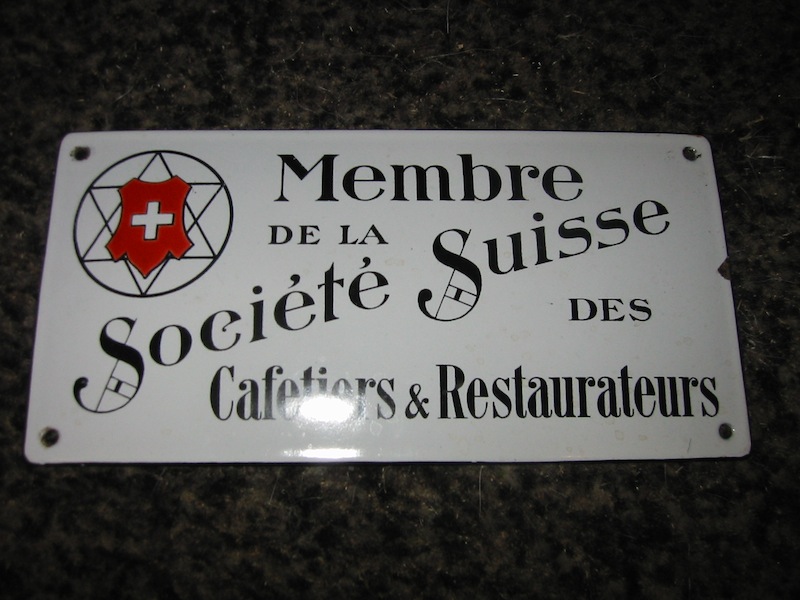 Membre
DE LA
Société Suisse
DES
Cafetiers & Restaurateurs